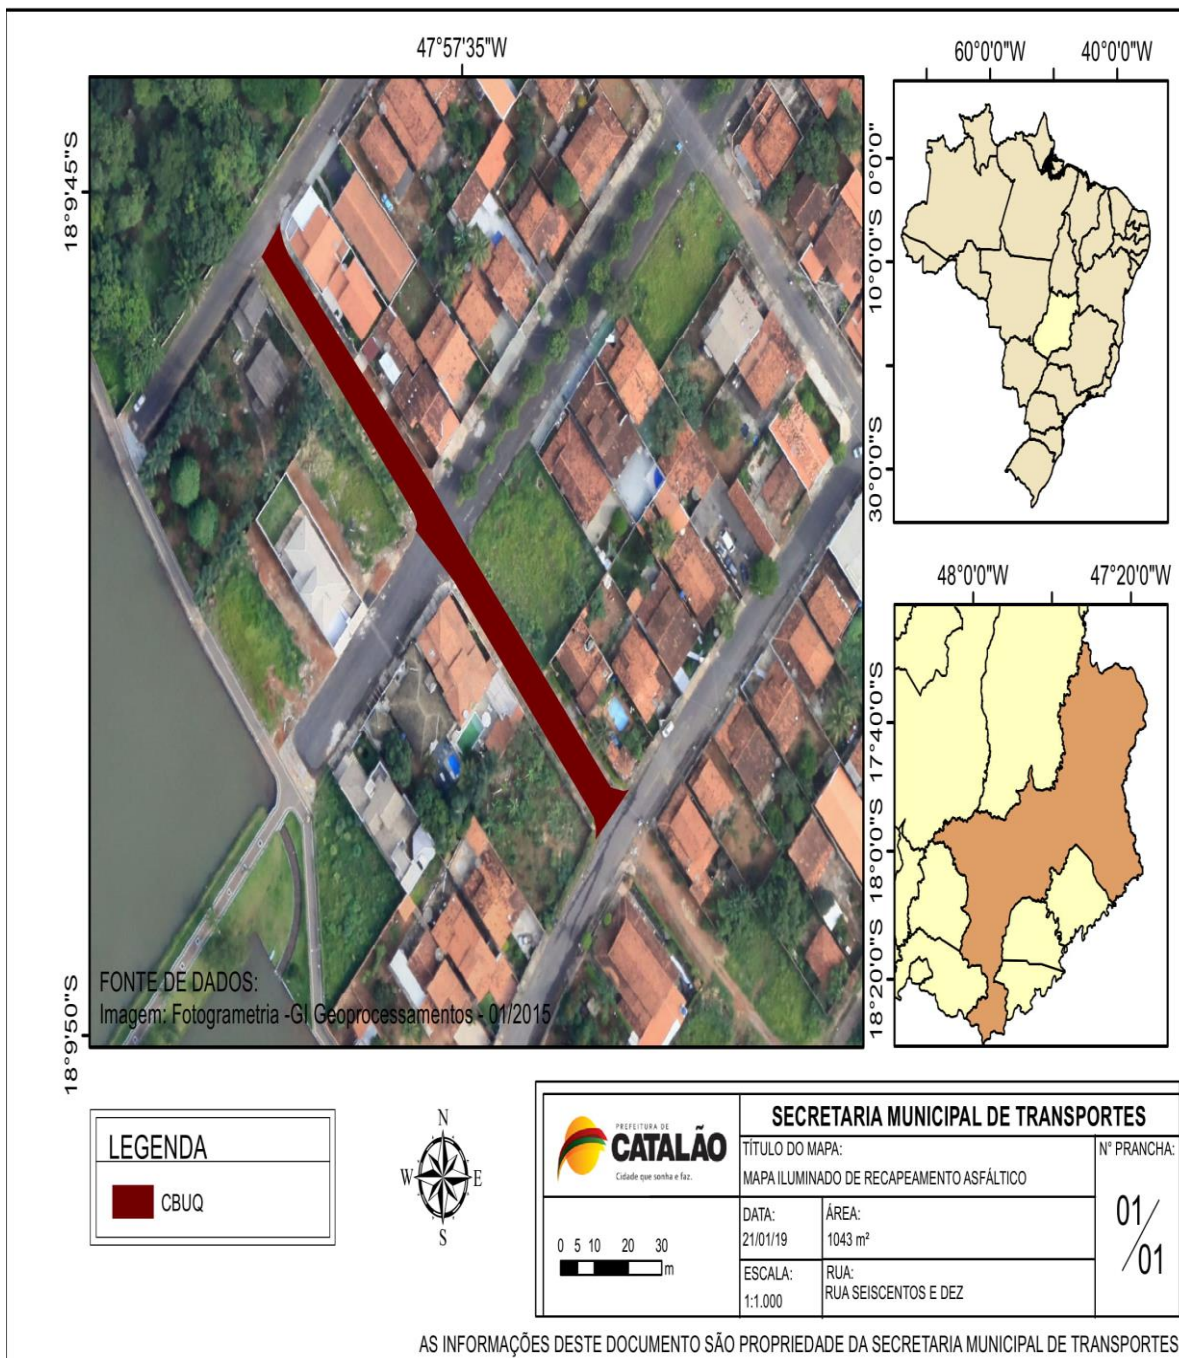 47°57'35"W
60°0'0"W 40°0'0"W
18°9'45"S
0°0'0"
10°0'0"S
30°0'0"S
48°0'0"W 47°20'0"W
17°40'0"S
18°0'0"S
18°20'0"S
18°9'50"S
FONTE DE DADOS:
Imagem: Fotogrametria -GI Geoprocessamentos - 01/2015
LEGENDA
CBUQ
N
W E
S
PREFEITURA DE
CATALÃO
Cidade que sonha e faz.
0 5 10 20 30
m
SECRETARIA MUNICIPAL DE TRANSPORTES
TÍTULO DO MAPA:
MAPA ILUMINADO DE RECAPEAMENTO ASFÁLTICO
N° PRANCHA:
01/01
DATA:
21/01/19
ÁREA:
1043 m²
ESCALA:
1:1.000
RUA:
RUA SEISCENTOS E DEZ
AS INFORMAÇÕES DESTE DOCUMENTO SÃO PROPRIEDADE DA SECRETARIA MUNICIPAL DE TRANSPORTES